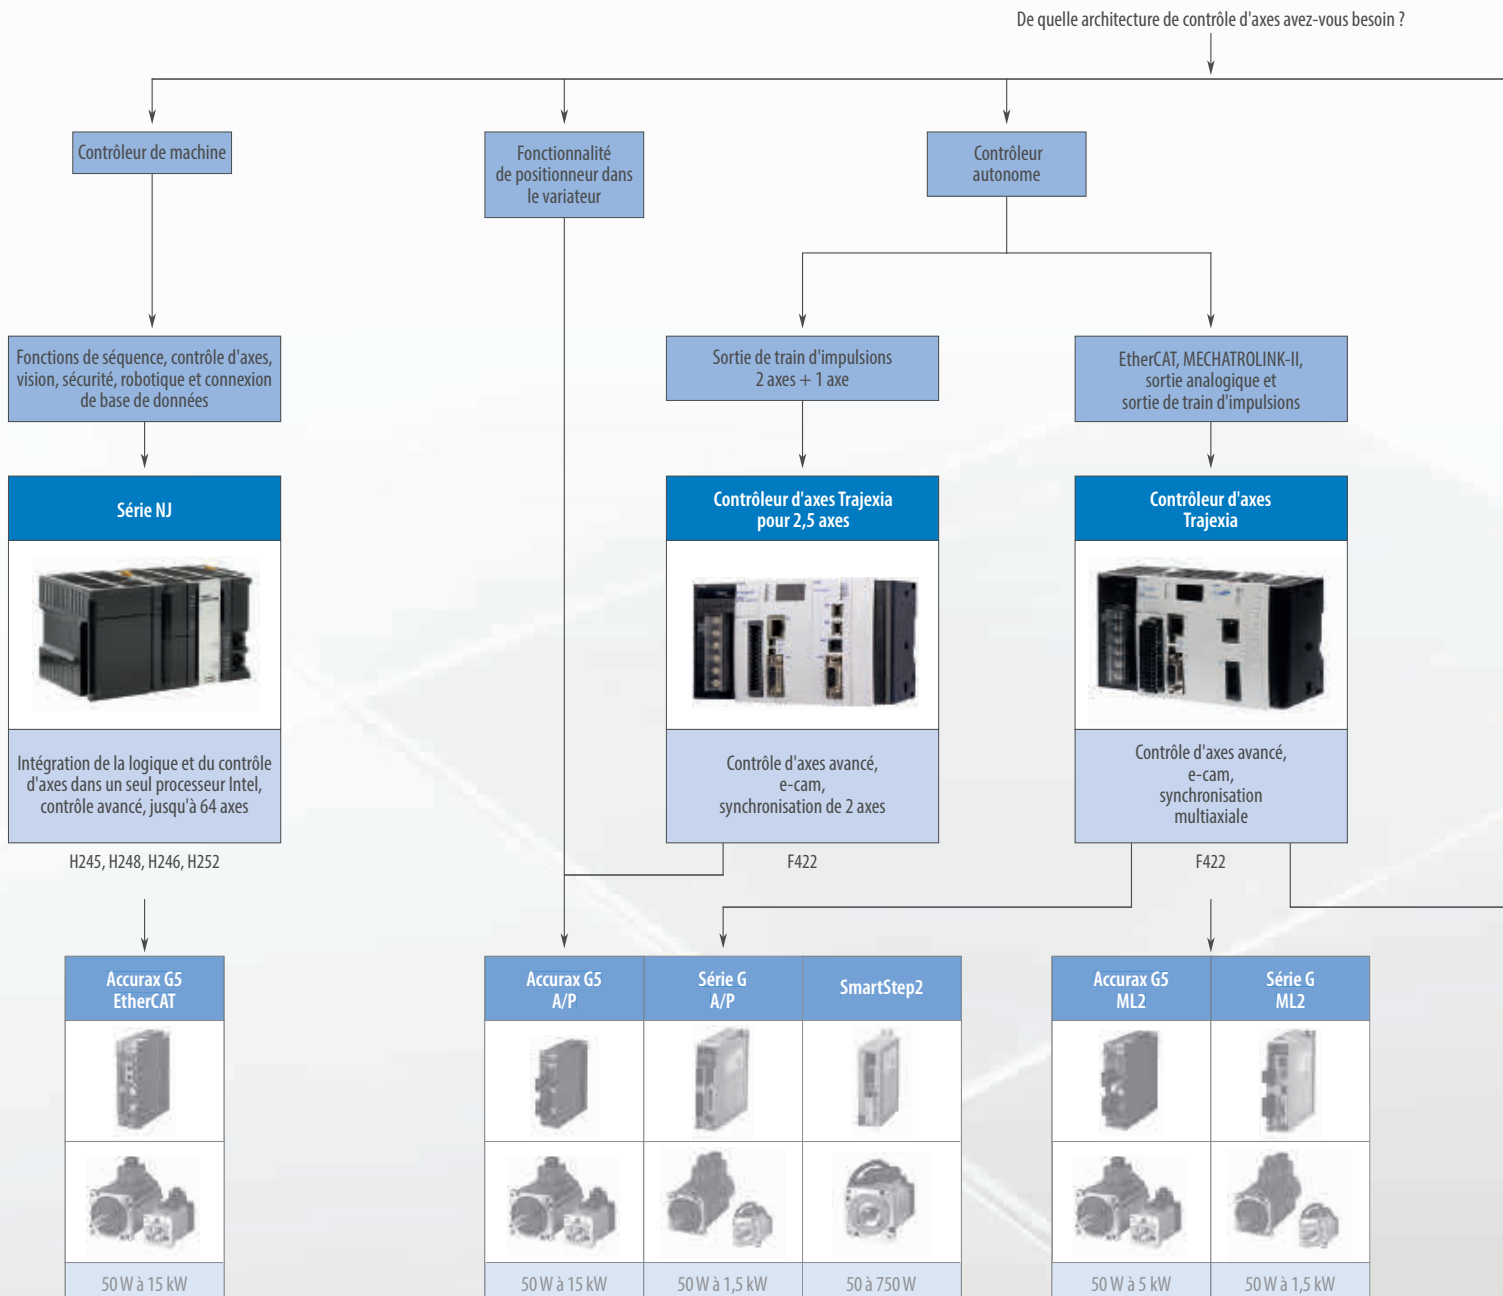 De quelle architecture de contrôle d'axes avez-vous besoin ?
Contrôleur de machine
Fonctionnalité
de positionneur dans
le variateur
Contrôleur
autonome
Fonctions de séquence, contrôle d'axes,
vision, sécurité, robotique et connexion
de base de données
Sortie de train d'impulsions
2 axes + 1 axe
EtherCAT, MECHATROLINK-II,
sortie analogique et
sortie de train d'impulsions
Série NJ
Contrôleur d'axes Trajexia
pour 2,5 axes
Contrôleur d'axes
Trajexia
Intégration de la logique et du contrôle
d'axes dans un seul processeur Intel,
contrôle avancé, jusqu'à 64 axes
Contrôle d'axes avancé,
e-cam,
synchronisation de 2 axes
Contrôle d'axes avancé,
e-cam,
synchronisation
multiaxiale
H245, H248, H246, H252
F422
F422
Accurax G5
EtherCAT
Accurax G5
A/P
Série G
A/P
SmartStep2
Accurax G5
ML2
Série G
ML2
50 W à 15 kW
50 W à 15 kW
50 W à 1,5 kW
50 à 750 W
50 W à 5 kW
50 W à 1,5 kW